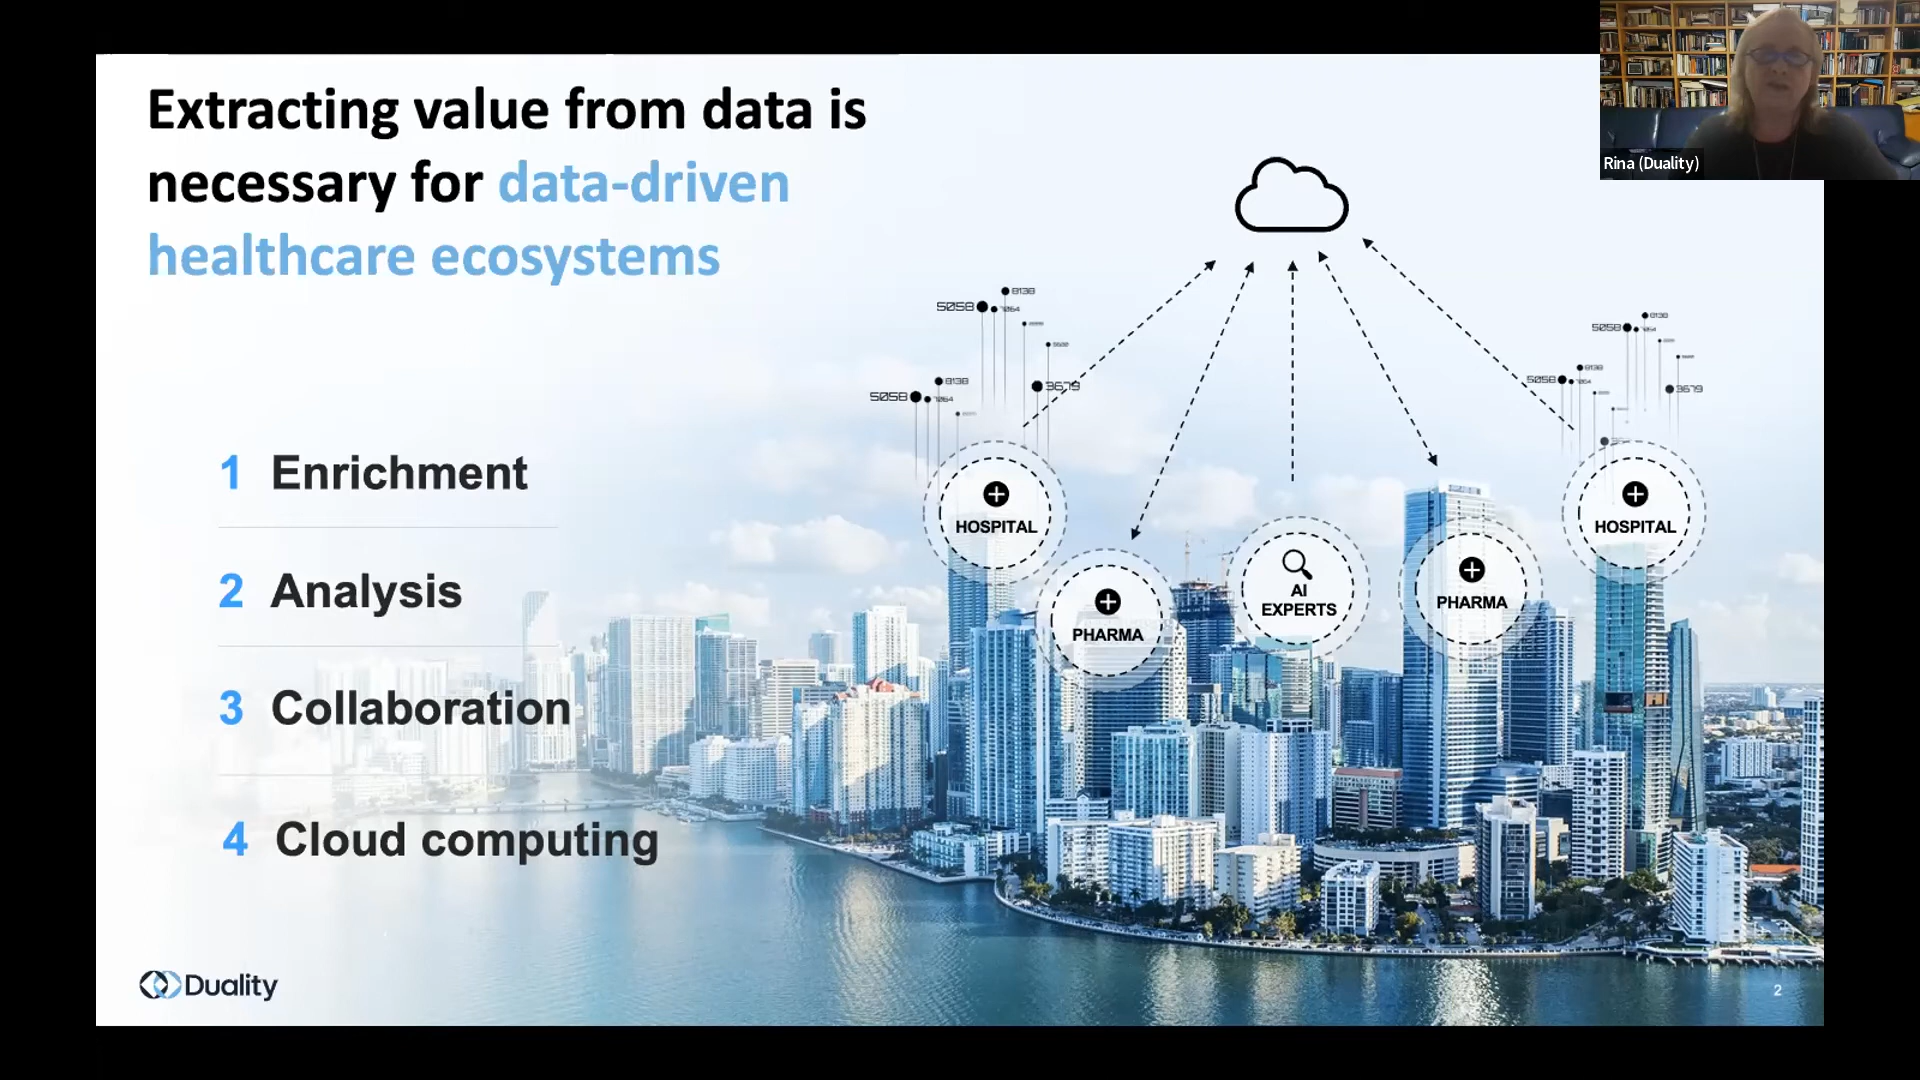 Extracting value from data is
necessary for data-driven
healthcare ecosystems
Rina (Duality)
1 Enrichment
2 Analysis
3 Collaboration
4 Cloud computing
8138
5058
7064
3679
8138
5058
7064
8138
5058
8138
5058
3679
HOSPITAL
PHARMA
AI
EXPERTS
PHARMA
HOSPITAL
Duality
2